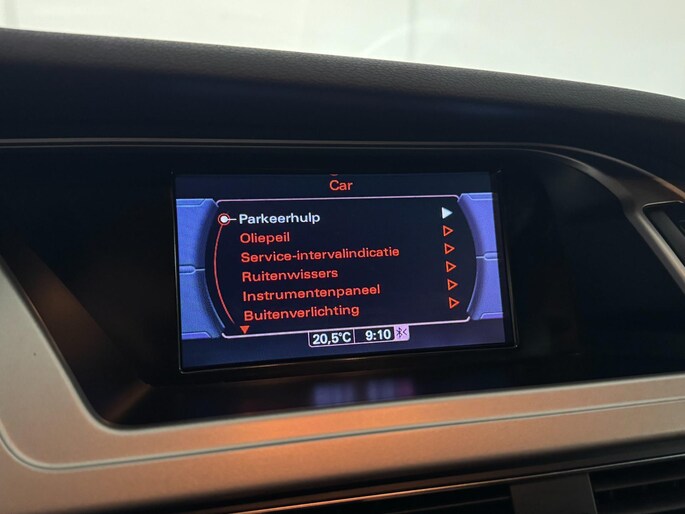 Car
Parkeerhulp
Oliepeil
Service-intervalindicatie
Ruitenwissers
Instrumentenpaneel
Buitenverlichting
20,5°C 9:10